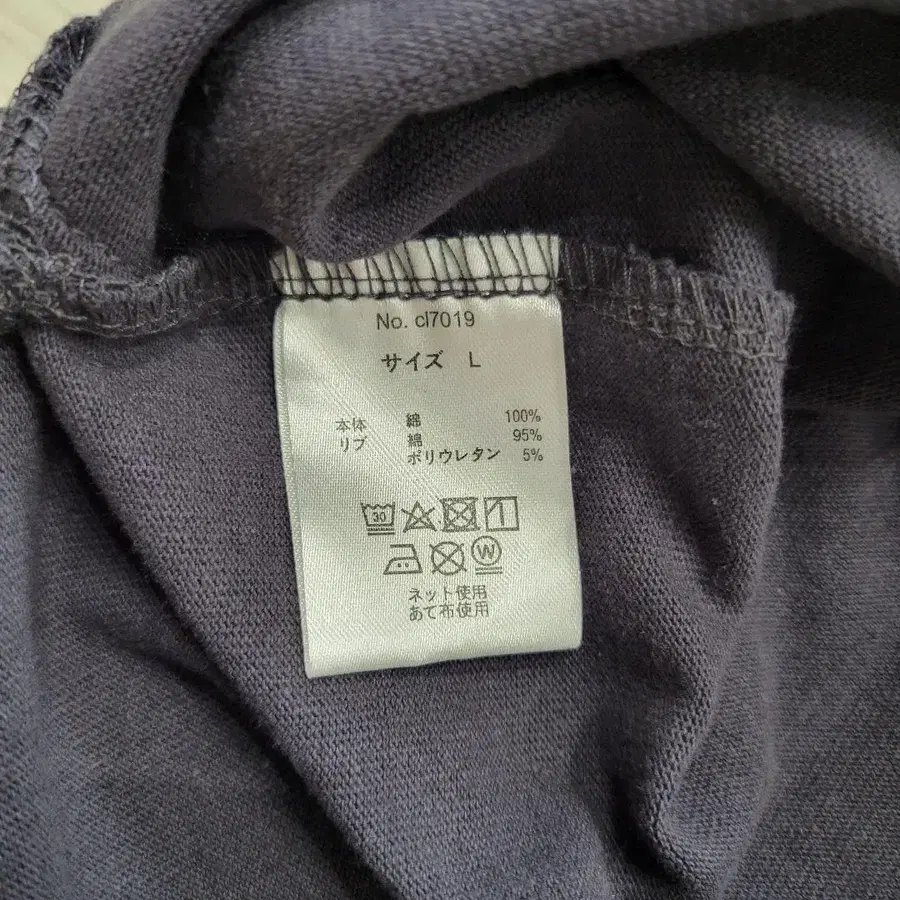 No. cl7019
サイズ L
本体 綿 100%
リブ 綿 95%
ポリウレタン 5%
30
W
ネット使用
あて布使用